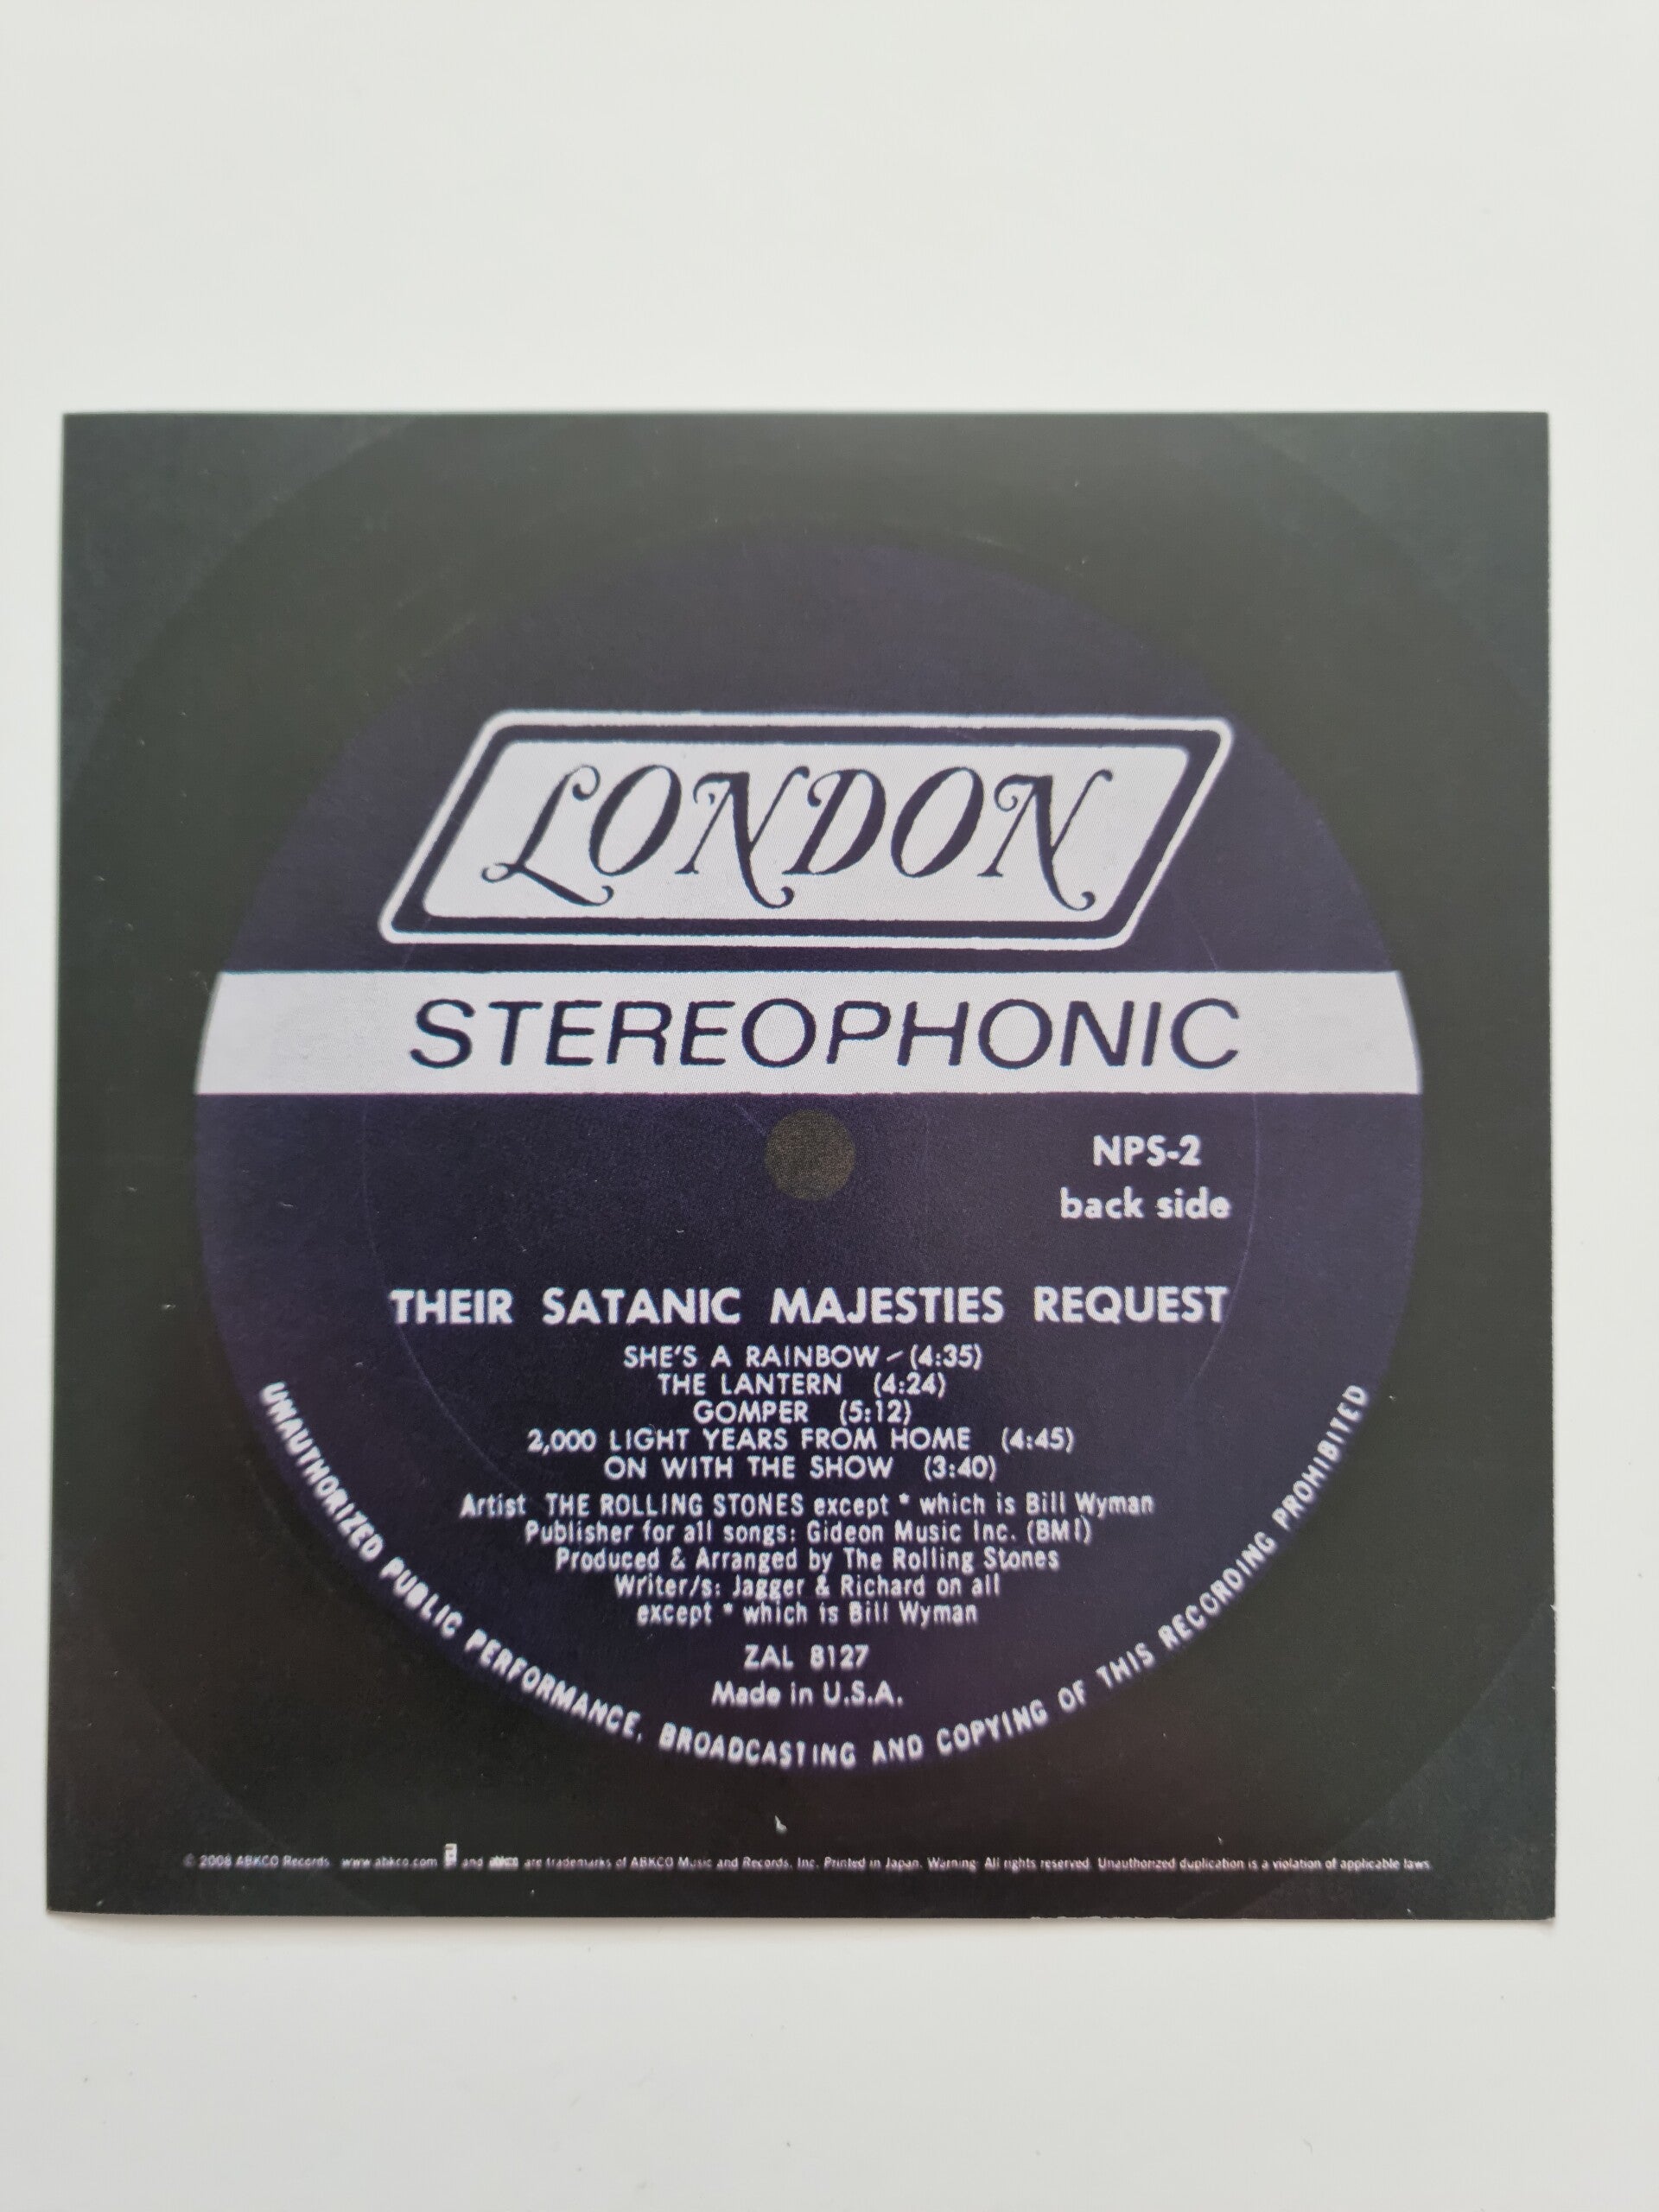 LONDON
STEREOPHONIC
NPS-2
back side
THEIR SATANIC MAJESTIES REQUEST
SHE'S A RAINBOW - (4:35)
THE LANTERN (4:24)
GOMPER (5:12)
2,000 LIGHT YEARS FROM HOME (4:45)
ON WITH THE SHOW (3:40)
Artist THE ROLLING STONES except * which is Bill Wyman
Publisher for all songs: Gideon Music Inc. (BMI)
Produced & Arranged by The Rolling Stones
Writer/s: Jagger & Richard on all
except * which is Bill Wyman
ZAL 8127
Made in U.S.A.
UNAUTHORIZED PUBLIC PERFORMANCE, BROADCASTING AND COPYING OF THIS RECORDING PROHIBITED
© 2008 ABKCO Records. www.abkco.com and abkco are trademarks of ABKCO Music and Records, Inc. Printed in Japan. Warning: All rights reserved. Unauthorized duplication is a violation of applicable laws.